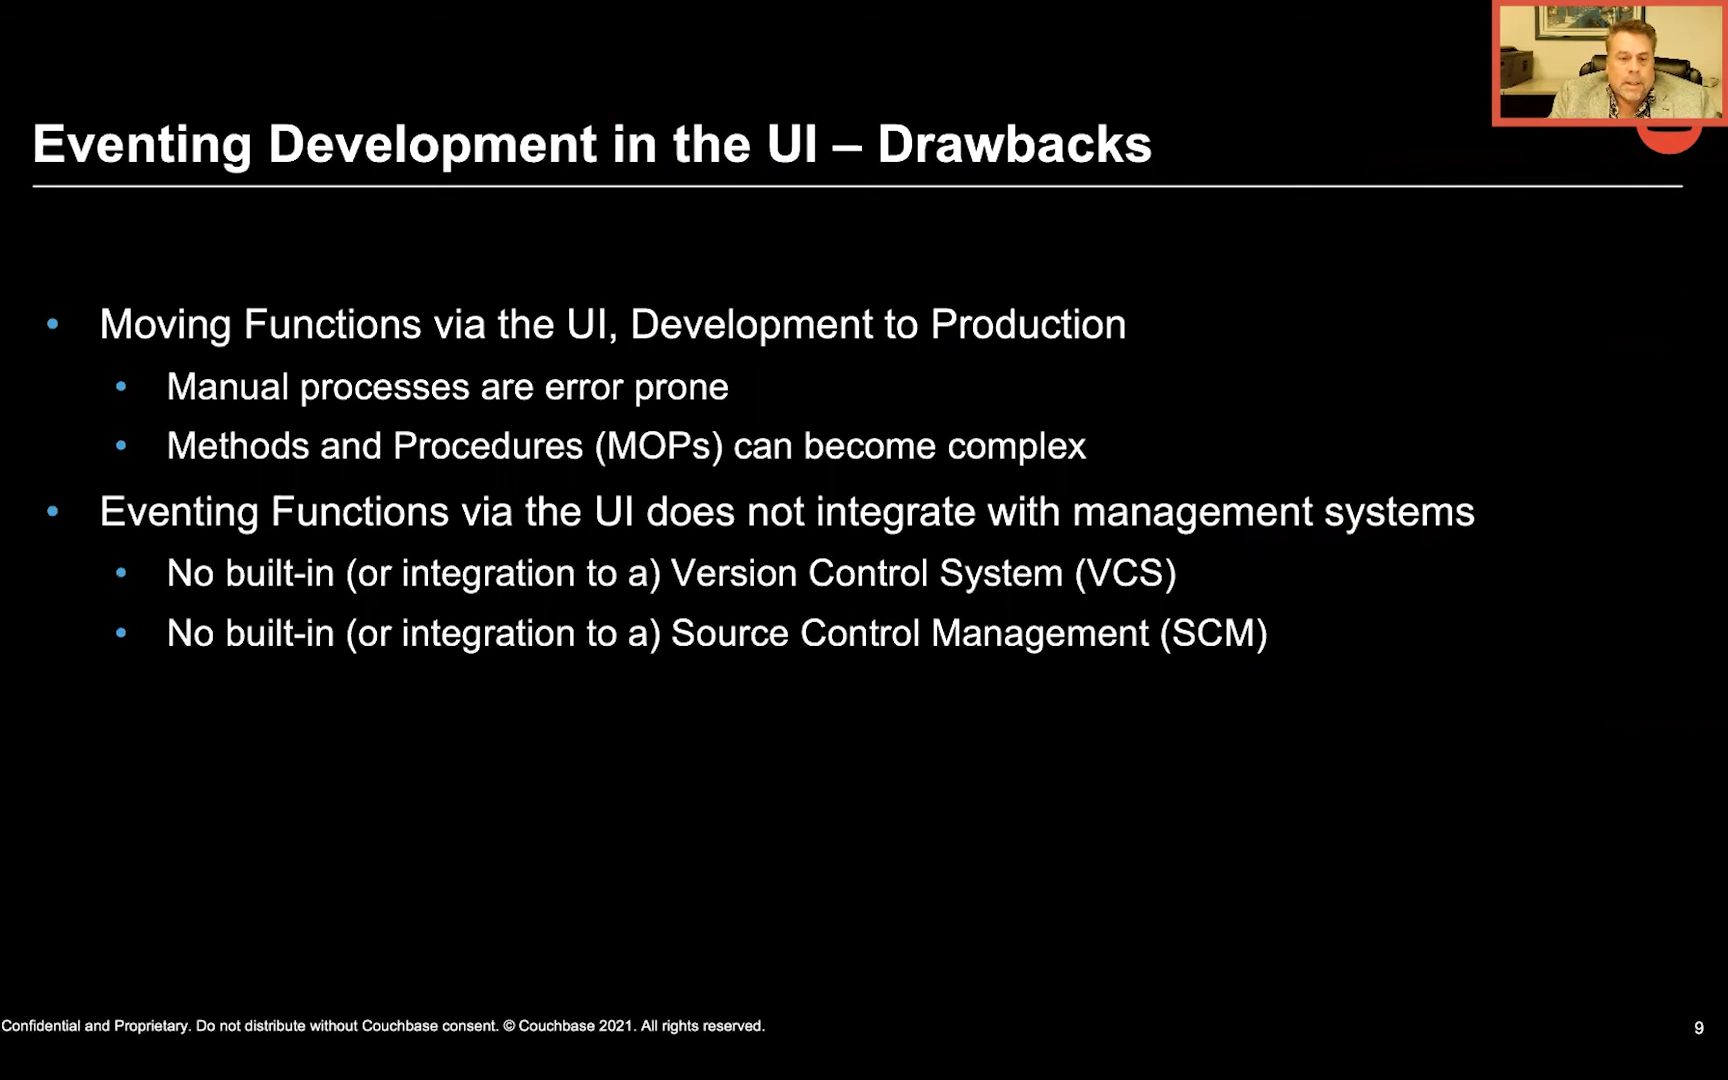 Eventing Development in the UI – Drawbacks
• Moving Functions via the UI, Development to Production
• Manual processes are error prone
• Methods and Procedures (MOPs) can become complex
• Eventing Functions via the UI does not integrate with management systems
• No built-in (or integration to a) Version Control System (VCS)
• No built-in (or integration to a) Source Control Management (SCM)
Confidential and Proprietary. Do not distribute without Couchbase consent. © Couchbase 2021. All rights reserved.
9